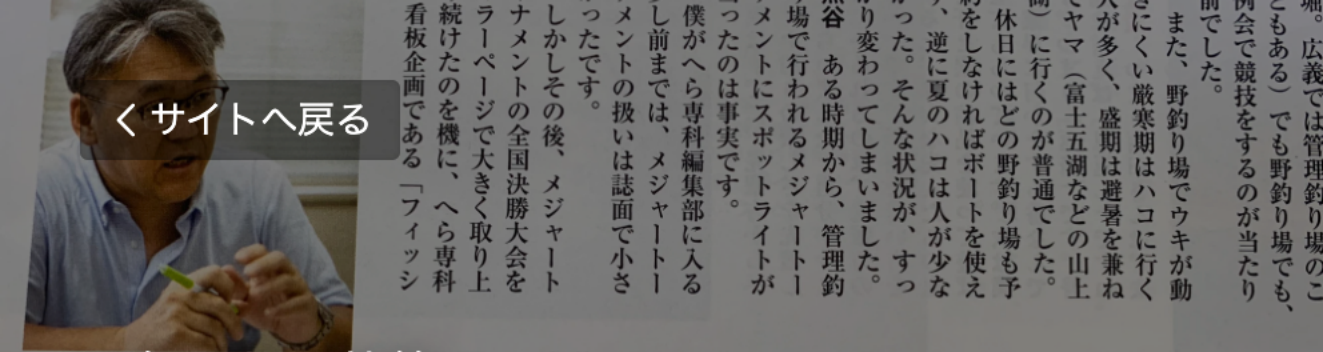 堀。広義では管理釣り場のこ
ともある）でも野釣り場でも、
例会で競技をするのが当たり
前でした。
また、野釣り場でウキが動
きにくい厳寒期はハコに行く
人が多く、盛期は避暑を兼ね
てヤマ（富士五湖などの山上
湖）に行くのが普通でした。
休日にはどの野釣り場も予
約をしなければボートを使え
ず、逆に夏のハコは人が少な
かった。そんな状況が、すっ
かり変わってしまいました。
熊谷　ある時期から、管理釣
り場で行われるメジャートー
メントにスポットライトが
当ったのは事実です。
僕がへら専科編集部に入る
少し前までは、メジャートー
メントの扱いは誌面で小さ
かったです。
しかしその後、メジャート
ナメントの全国決勝大会を
ラーページで大きく取り上
続けたのを機に、へら専科
看板企画である「フィッシ
く サイトへ戻る